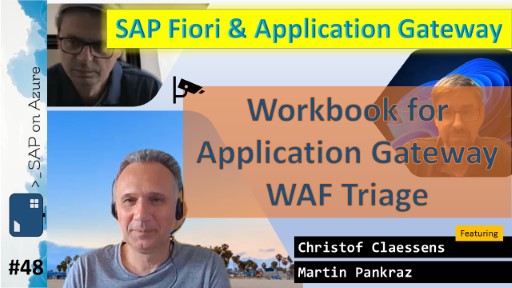 SAP Fiori & Application Gateway
>_SAP on Azure
Workbook for
Application Gateway
WAF Triage
Featuring
Christof Claessens
Martin Pankraz
#48